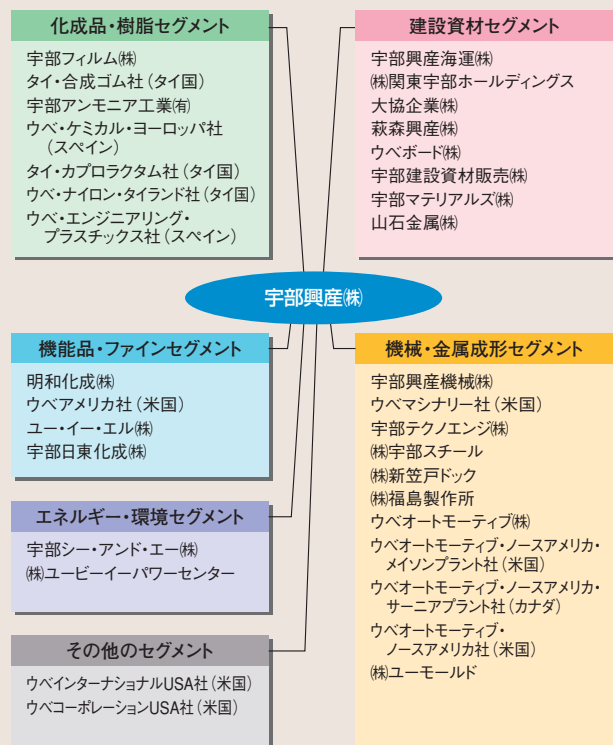 化成品・樹脂セグメント
宇部フィルム㈱
タイ・合成ゴム社(タイ国)
宇部アンモニア工業㈲
ウベ・ケミカル・ヨーロッパ社
(スペイン)
タイ・カプロラクタム社(タイ国)
ウベ・ナイロン・タイランド社(タイ国)
ウベ・エンジニアリング・
プラスチックス社(スペイン)
建設資材セグメント
宇部興産海運㈱
㈱関東宇部ホールディングス
大協企業㈱
萩森興産㈱
ウベボード㈱
宇部建設資材販売㈱
宇部マテリアルズ㈱
山石金属㈱
宇部興産㈱
機能品・ファインセグメント
明和化成㈱
ウベアメリカ社(米国)
ユー・イー・エル㈱
宇部日東化成㈱
機械・金属成形セグメント
宇部興産機械㈱
ウベマシナリー社(米国)
宇部テクノエンジ㈱
㈱宇部スチール
㈱新笠戸ドック
㈱福島製作所
ウベオートモーティブ㈱
ウベオートモーティブ・ノースアメリカ・
メイソンプラント社(米国)
ウベオートモーティブ・ノースアメリカ・
サーニアプラント社(カナダ)
ウベオートモーティブ・
ノースアメリカ社(米国)
㈱ユーモールド
エネルギー・環境セグメント
宇部シー・アンド・エー㈱
㈱ユービーイーパワーセンター
その他のセグメント
ウベインターナショナルUSA社(米国)
ウベコーポレーションUSA社(米国)